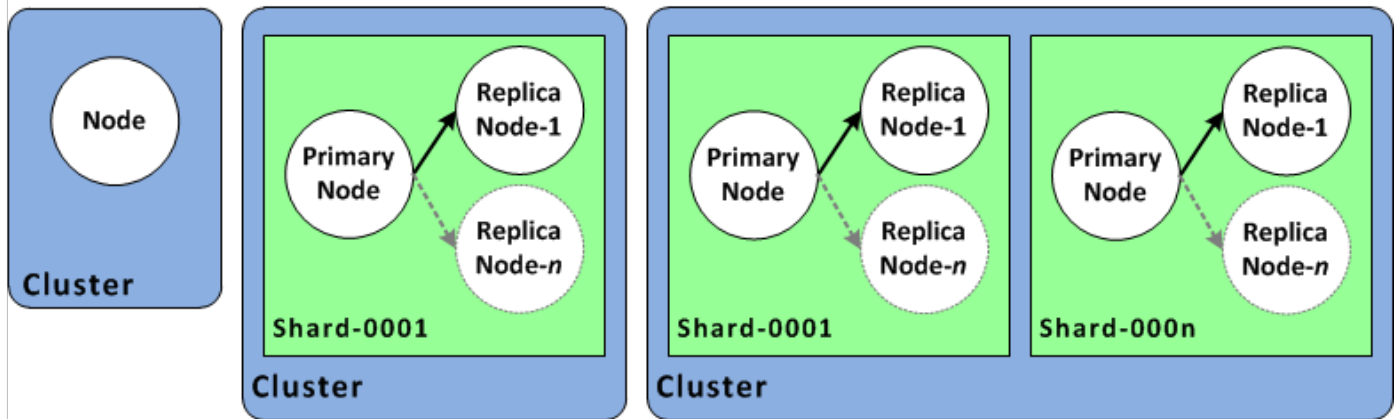 Node
Cluster
Primary
Node
Replica
Node-1
Replica
Node-n
Shard-0001
Cluster
Primary
Node
Replica
Node-1
Replica
Node-n
Shard-0001
Primary
Node
Replica
Node-1
Replica
Node-n
Shard-000n
Cluster